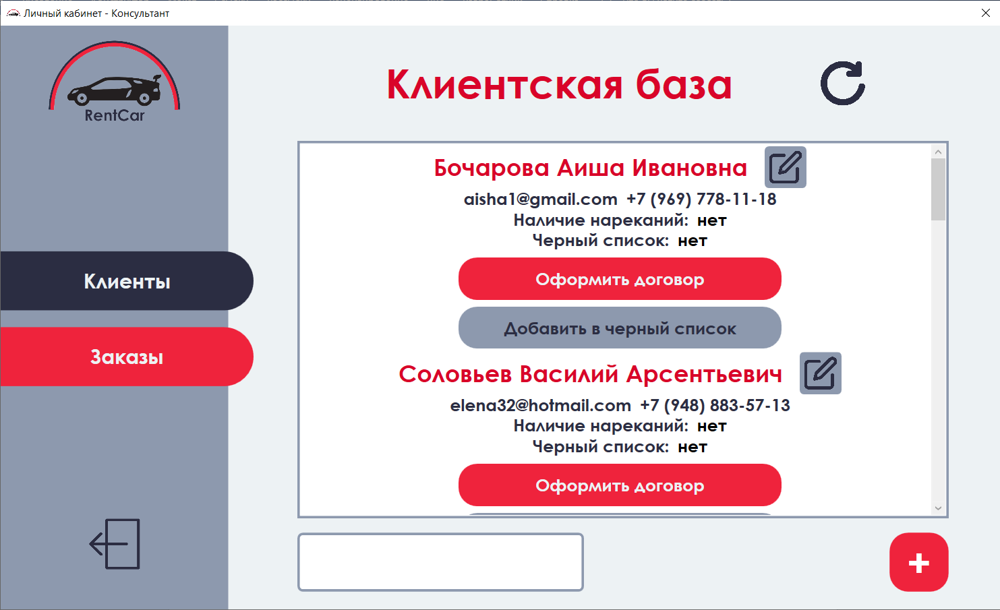 Личный кабинет - Консультант
RentCar
Клиентская база
Клиенты
Заказы
Бочарова Аиша Ивановна
aisha1@gmail.com +7 (969) 778-11-18
Наличие нареканий: нет
Черный список: нет
Оформить договор
Добавить в черный список
Соловьев Василий Арсентьевич
elena32@hotmail.com +7 (948) 883-57-13
Наличие нареканий: нет
Черный список: нет
Оформить договор
+